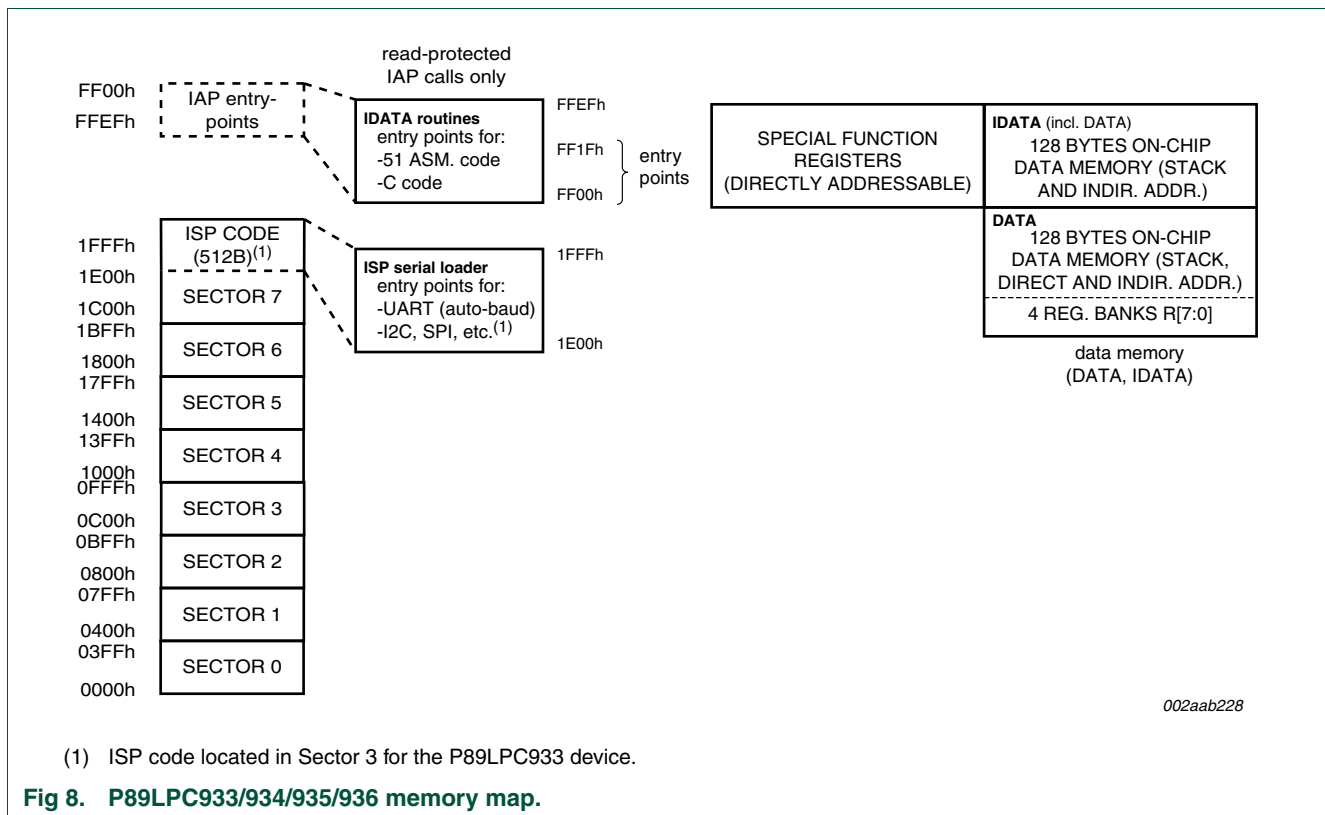 read-protected
IAP calls only
FF00h
FFEFh
IAP entry-
points
IDATA routines
entry points for:
-51 ASM. code
-C code
FFEFh
FF1Fh
FF00h
entry
points
SPECIAL FUNCTION
REGISTERS
(DIRECTLY ADDRESSABLE)
IDATA (incl. DATA)
128 BYTES ON-CHIP
DATA MEMORY (STACK
AND INDIR. ADDR.)
DATA
128 BYTES ON-CHIP
DATA MEMORY (STACK,
DIRECT AND INDIR. ADDR.)
4 REG. BANKS R[7:0]
data memory
(DATA, IDATA)
1FFFh
ISP CODE
(512B)(1)
1E00h
SECTOR 7
1C00h
ISP serial loader
entry points for:
-UART (auto-baud)
-I2C, SPI, etc.(1)
1FFFh
1E00h
1BFFh
SECTOR 6
1800h
17FFh
SECTOR 5
1400h
13FFh
SECTOR 4
1000h
0FFFh
SECTOR 3
0C00h
0BFFh
SECTOR 2
0800h
07FFh
SECTOR 1
0400h
03FFh
SECTOR 0
0000h
002aab228
(1) ISP code located in Sector 3 for the P89LPC933 device.
Fig 8. P89LPC933/934/935/936 memory map.